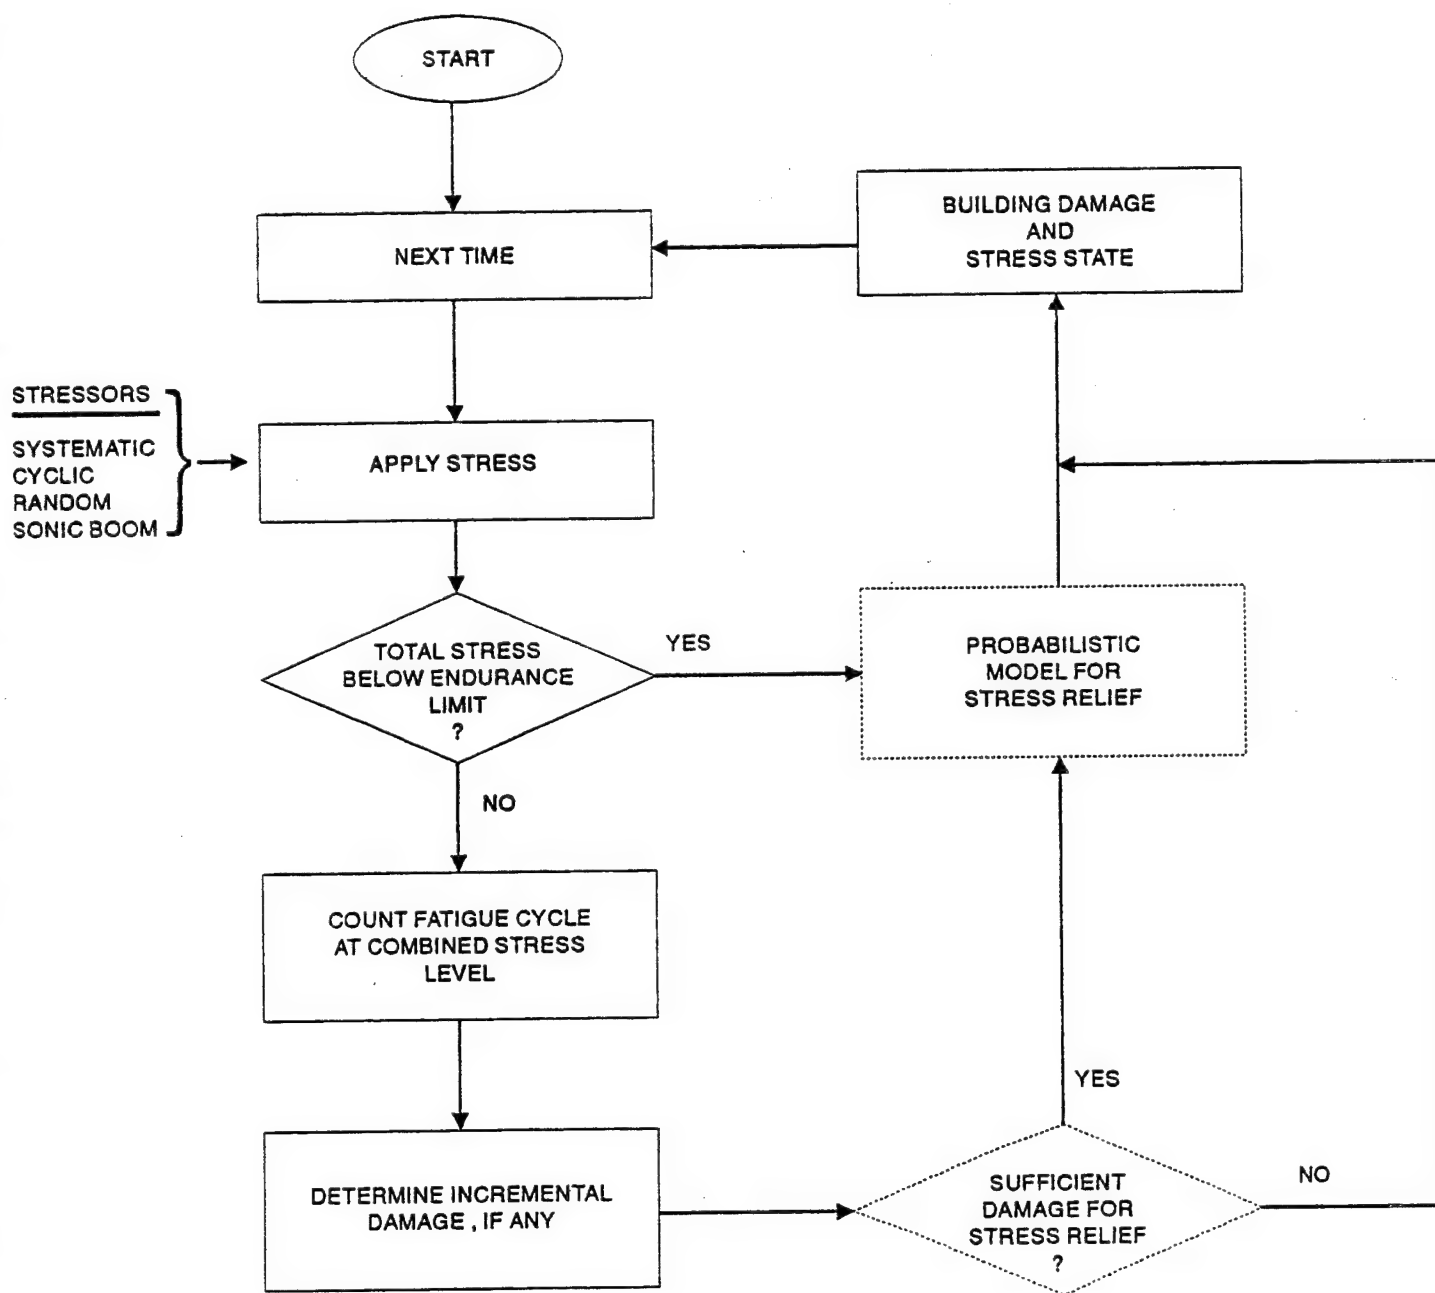 START
NEXT TIME
BUILDING DAMAGE
AND
STRESS STATE
STRESSORS
SYSTEMATIC
CYCLIC
RANDOM
SONIC BOOM
APPLY STRESS
TOTAL STRESS
BELOW ENDURANCE
LIMIT
?
YES
PROBABILISTIC
MODEL FOR
STRESS RELIEF
NO
COUNT FATIGUE CYCLE
AT COMBINED STRESS
LEVEL
DETERMINE INCREMENTAL
DAMAGE , IF ANY
YES
SUFFICIENT
DAMAGE FOR
STRESS RELIEF
?
NO